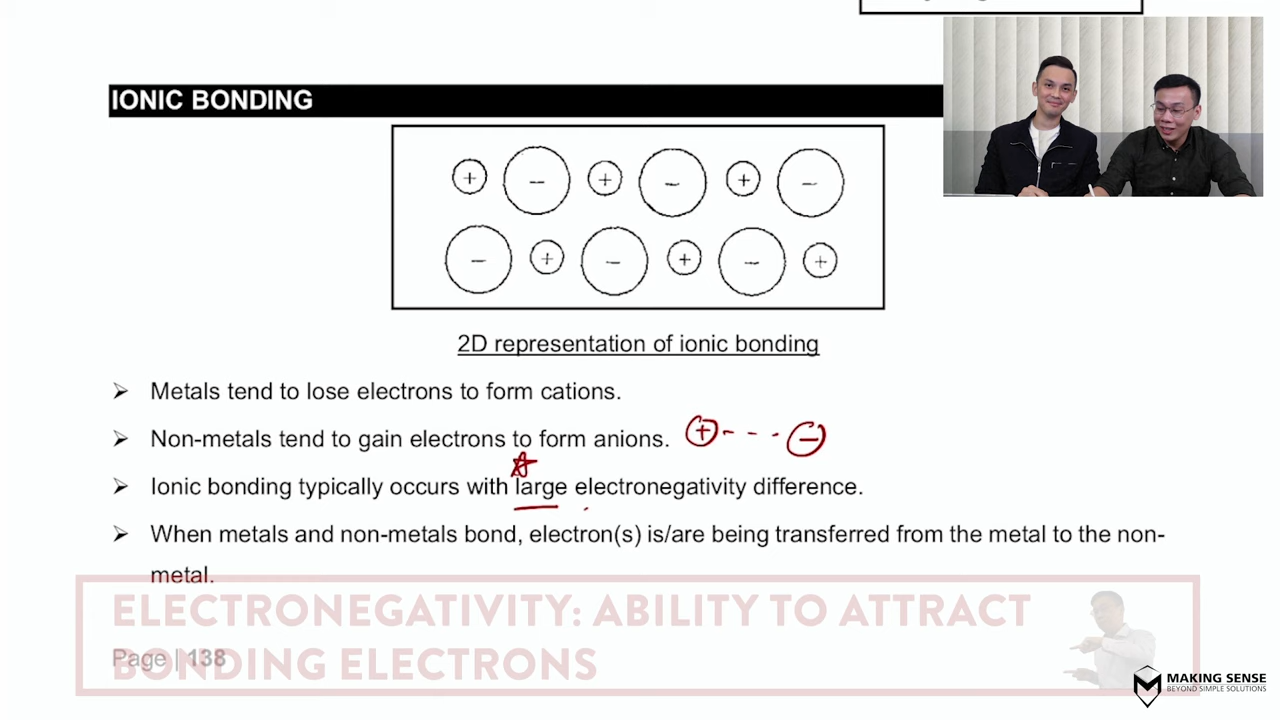 IONIC BONDING
+ – + – + –
– + – + – +
2D representation of ionic bonding
➢ Metals tend to lose electrons to form cations.
➢ Non-metals tend to gain electrons to form anions. + - - - –
➢ Ionic bonding typically occurs with large electronegativity difference.
➢ When metals and non-metals bond, electron(s) is/are being transferred from the metal to the non-
metal.
ELECTRONEGATIVITY: ABILITY TO ATTRACT
BONDING ELECTRONS
Page | 138
MAKING SENSE
BEYOND SIMPLE SOLUTIONS